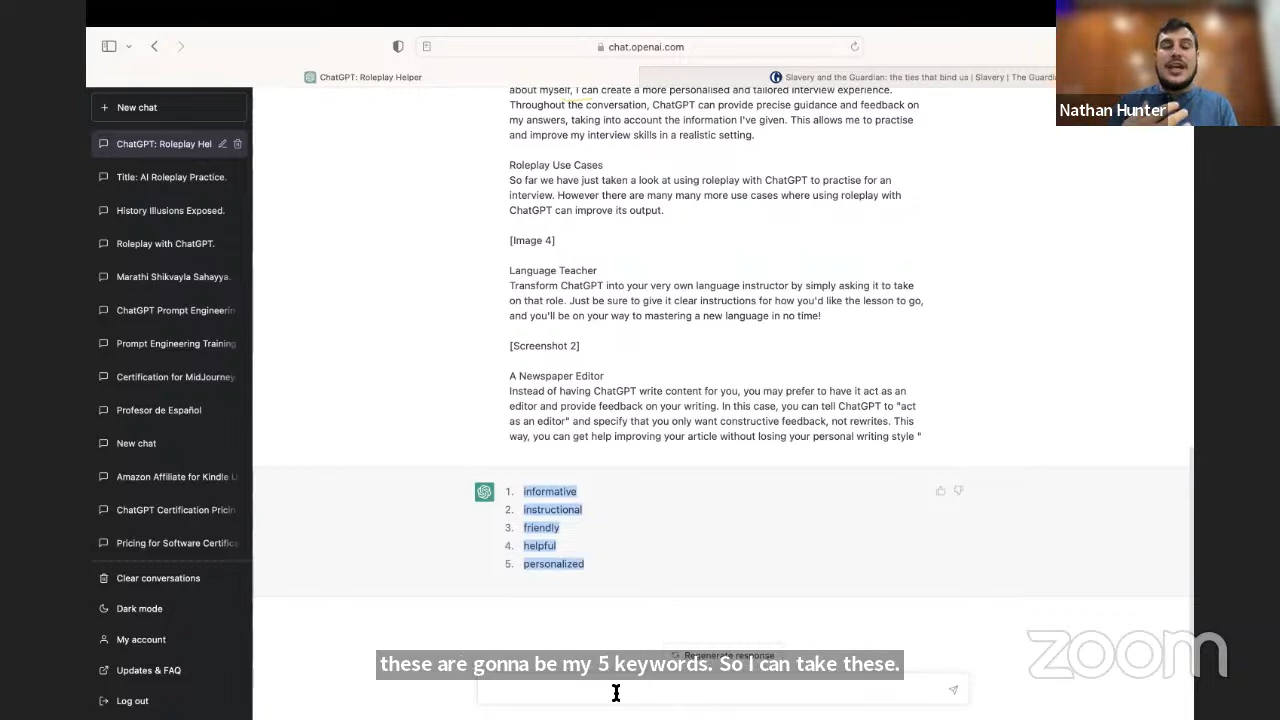 chat.openai.com
ChatGPT: Roleplay Helper
Slavery and the Guardian: the ties that bind us | Slavery | The Guardian
Nathan Hunter
New chat
ChatGPT: Roleplay Hel
Title: AI Roleplay Practice.
History Illusions Exposed.
Roleplay with ChatGPT.
Marathi Shikvayla Sahayya.
ChatGPT Prompt Engineerin
Prompt Engineering Training
Certification for MidJourney
Profesor de Español
New chat
Amazon Affiliate for Kindle U
ChatGPT Certification Pricin
Pricing for Software Certifica
Clear conversations
Dark mode
My account
Updates & FAQ
Log out
about myself, I can create a more personalised and tailored interview experience.
Throughout the conversation, ChatGPT can provide precise guidance and feedback on
my answers, taking into account the information I've given. This allows me to practise
and improve my interview skills in a realistic setting.
Roleplay Use Cases
So far we have just taken a look at using roleplay with ChatGPT to practise for an
interview. However there are many many more use cases where using roleplay with
ChatGPT can improve its output.
[Image 4]
Language Teacher
Transform ChatGPT into your very own language instructor by simply asking it to take
on that role. Just be sure to give it clear instructions for how you'd like the lesson to go,
and you'll be on your way to mastering a new language in no time!
[Screenshot 2]
A Newspaper Editor
Instead of having ChatGPT write content for you, you may prefer to have it act as an
editor and provide feedback on your writing. In this case, you can tell ChatGPT to "act
as an editor" and specify that you only want constructive feedback, not rewrites. This
way, you can get help improving your article without losing your personal writing style "
1. informative
2. instructional
3. friendly
4. helpful
5. personalized
Regenerate response
these are gonna be my 5 keywords. So I can take these.
zoom